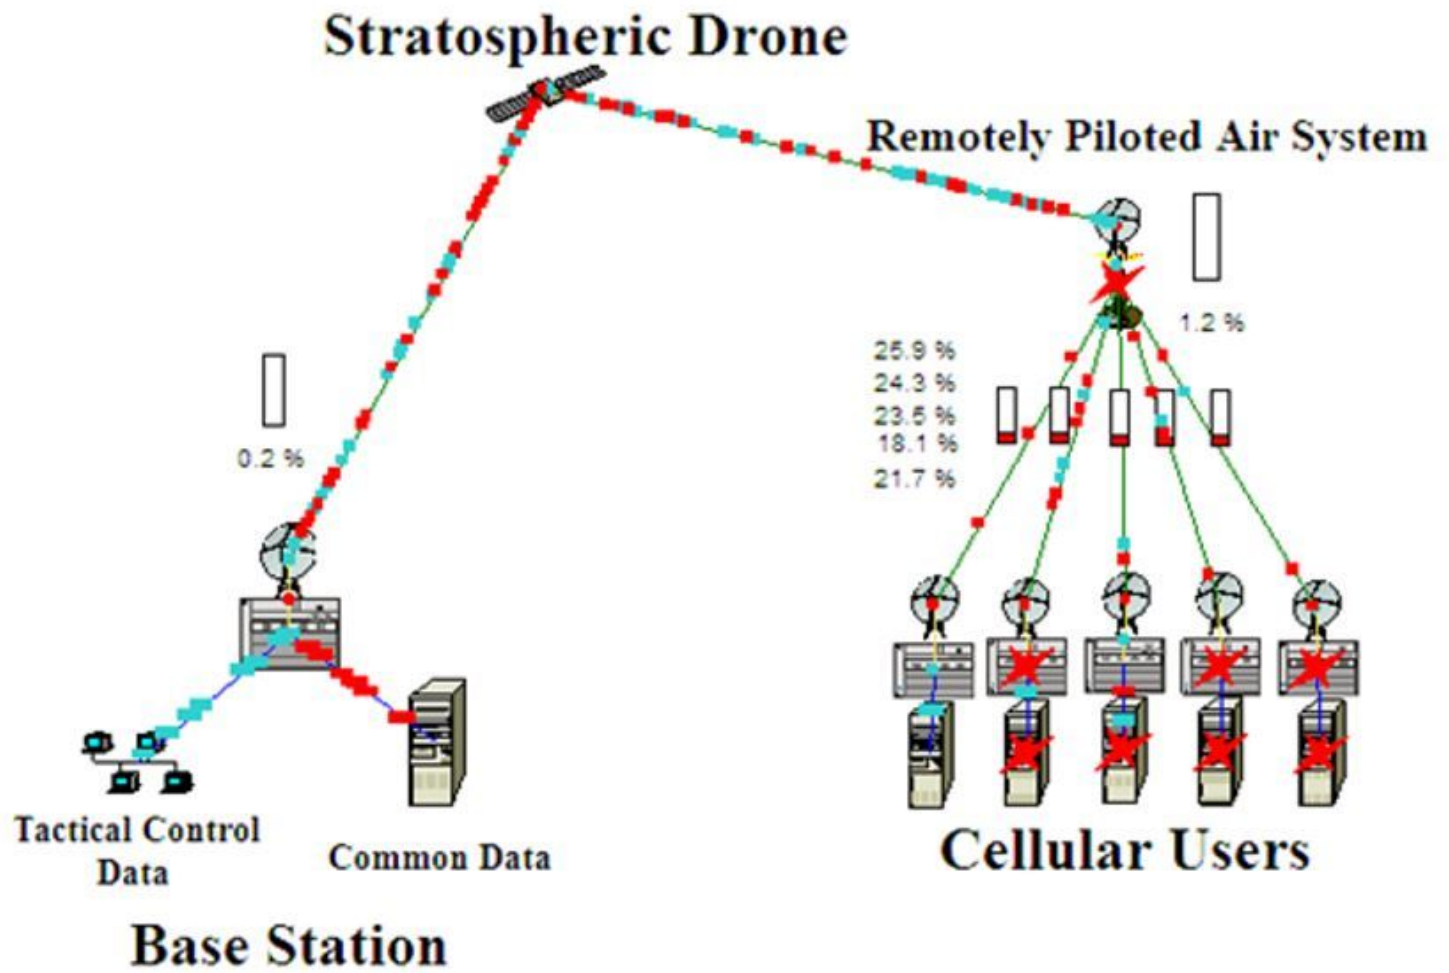 Stratospheric Drone
Remotely Piloted Air System
1.2 %
25.9 %
24.3 %
23.5 %
18.1 %
21.7 %
0.2 %
Tactical Control
Data
Common Data
Cellular Users
Base Station